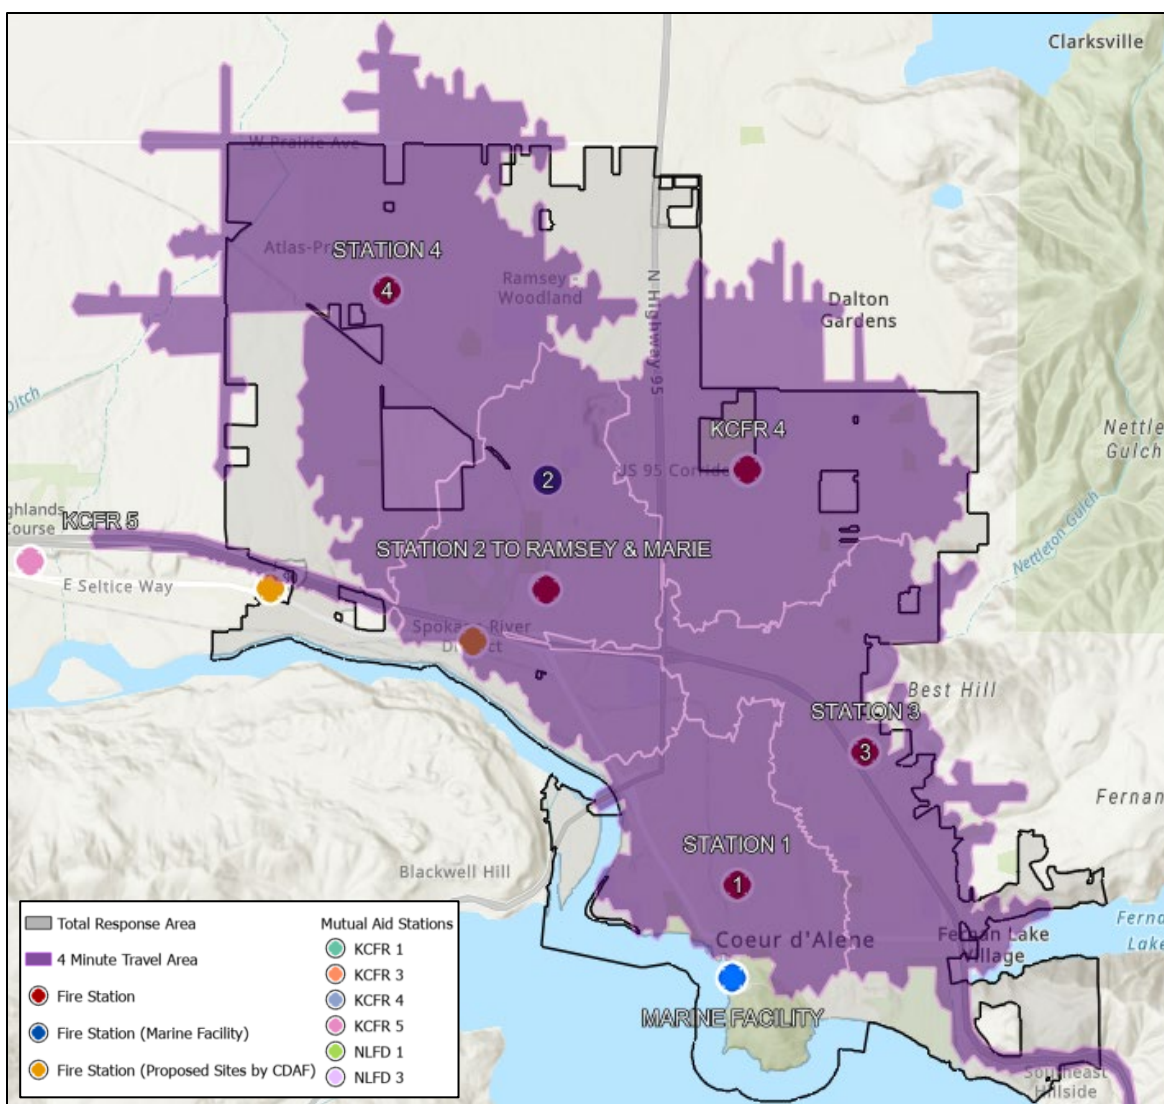 Clarksville
W Prairie Ave
Atlas-Pr
STATION 4
4
Ramsey -
Woodland
N Highway 95
Dalton
Gardens
Ditch
Nettle
Gulch
KCFR 4
US 95 Corride
2
ghlands
Course
KCFR 5
STATION 2 TO RAMSEY & MARIE
Nettleton Gulch
E Seltice Way
Spokane River
District
Best Hill
STATION 3
3
Fernan
STATION 1
1
Blackwell Hill
Coeur d'Alene
Fernan Lake
Village
Ferna
Lake
MARINE FACILITY
Southeast
Hillside
Total Response Area
4 Minute Travel Area
Fire Station
Fire Station (Marine Facility)
Fire Station (Proposed Sites by CDAF)
Mutual Aid Stations
KCFR 1
KCFR 3
KCFR 4
KCFR 5
NLFD 1
NLFD 3